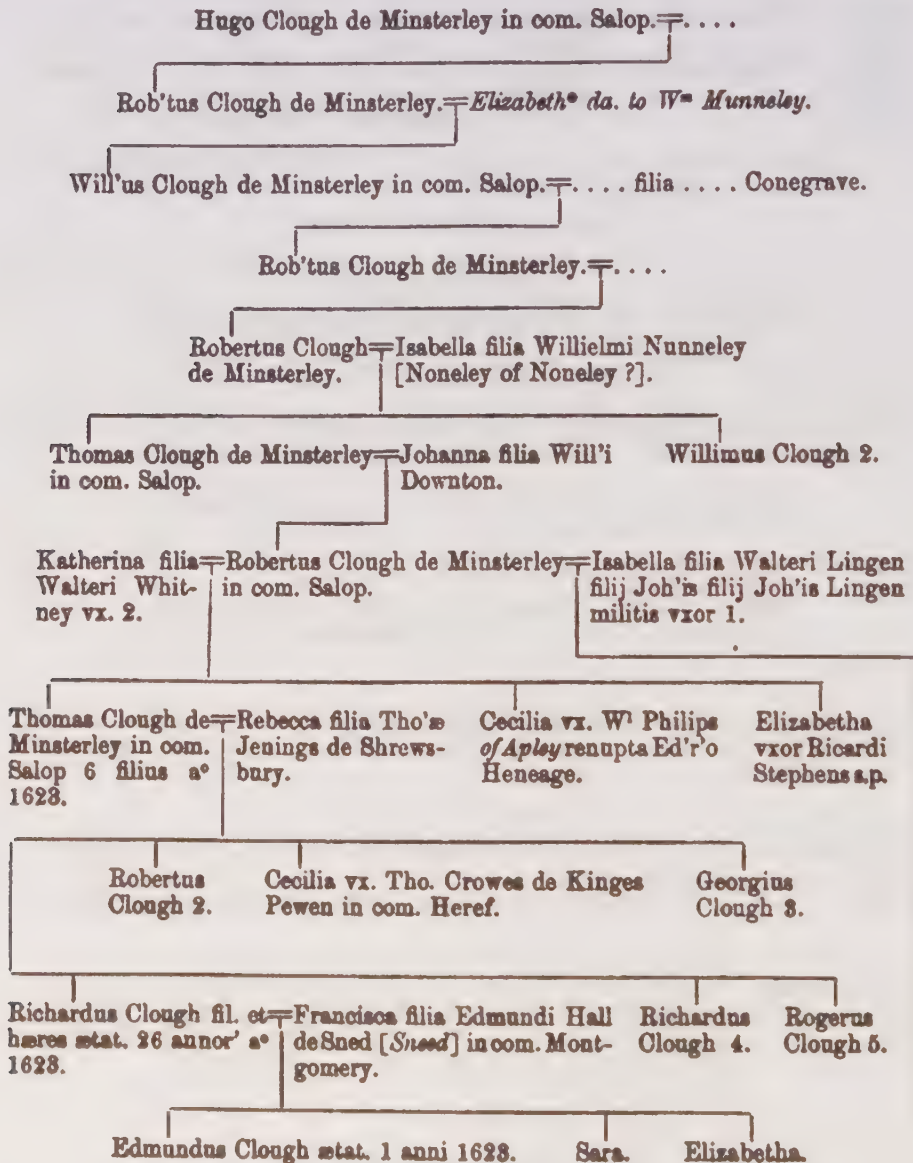 Hugo Clough de Minsterley in com. Salop.=. . . .
Rob'tus Clough de Minsterley.=Elizabeth* da. to Wm Munneley.
Will'us Clough de Minsterley in com. Salop.=. . . . filia . . . . Conegrave.
Rob'tus Clough de Minsterley.=. . . .
Robertus Clough=Isabella filia Willielmi Nunneley
de Minsterley. [Noneley of Noneley ?].
Thomas Clough de Minsterley=Johanna filia Will'i Willimus Clough 2.
in com. Salop. Downton.
Katherina filia=Robertus Clough de Minsterley=Isabella filia Walteri Lingen
Walteri Whit- in com. Salop. filij Joh'is filij Joh'is Lingen
ney vx. 2. militis vxor 1.
Thomas Clough de=Rebecca filia Tho'æ Cecilia vx. Wl Philips Elizabetha
Minsterley in com. Jenings de Shrews- of Apley renupta Ed'r'o vxor Ricardi
Salop 6 filius ao bury. Heneage. Stephens s.p.
1623.
Robertus Cecilia vx. Tho. Crowes de Kinges Georgius
Clough 2. Pewen in com. Heref. Clough 3.
Richardus Clough fil. et=Francisca filia Edmundi Hall Richardus Rogerus
hæres ætat. 26 annor' ao de Sned [Sneed] in com. Mont- Clough 4. Clough 5.
1623. gomery.
Edmundus Clough ætat. 1 anni 1623. Sara. Elizabetha.